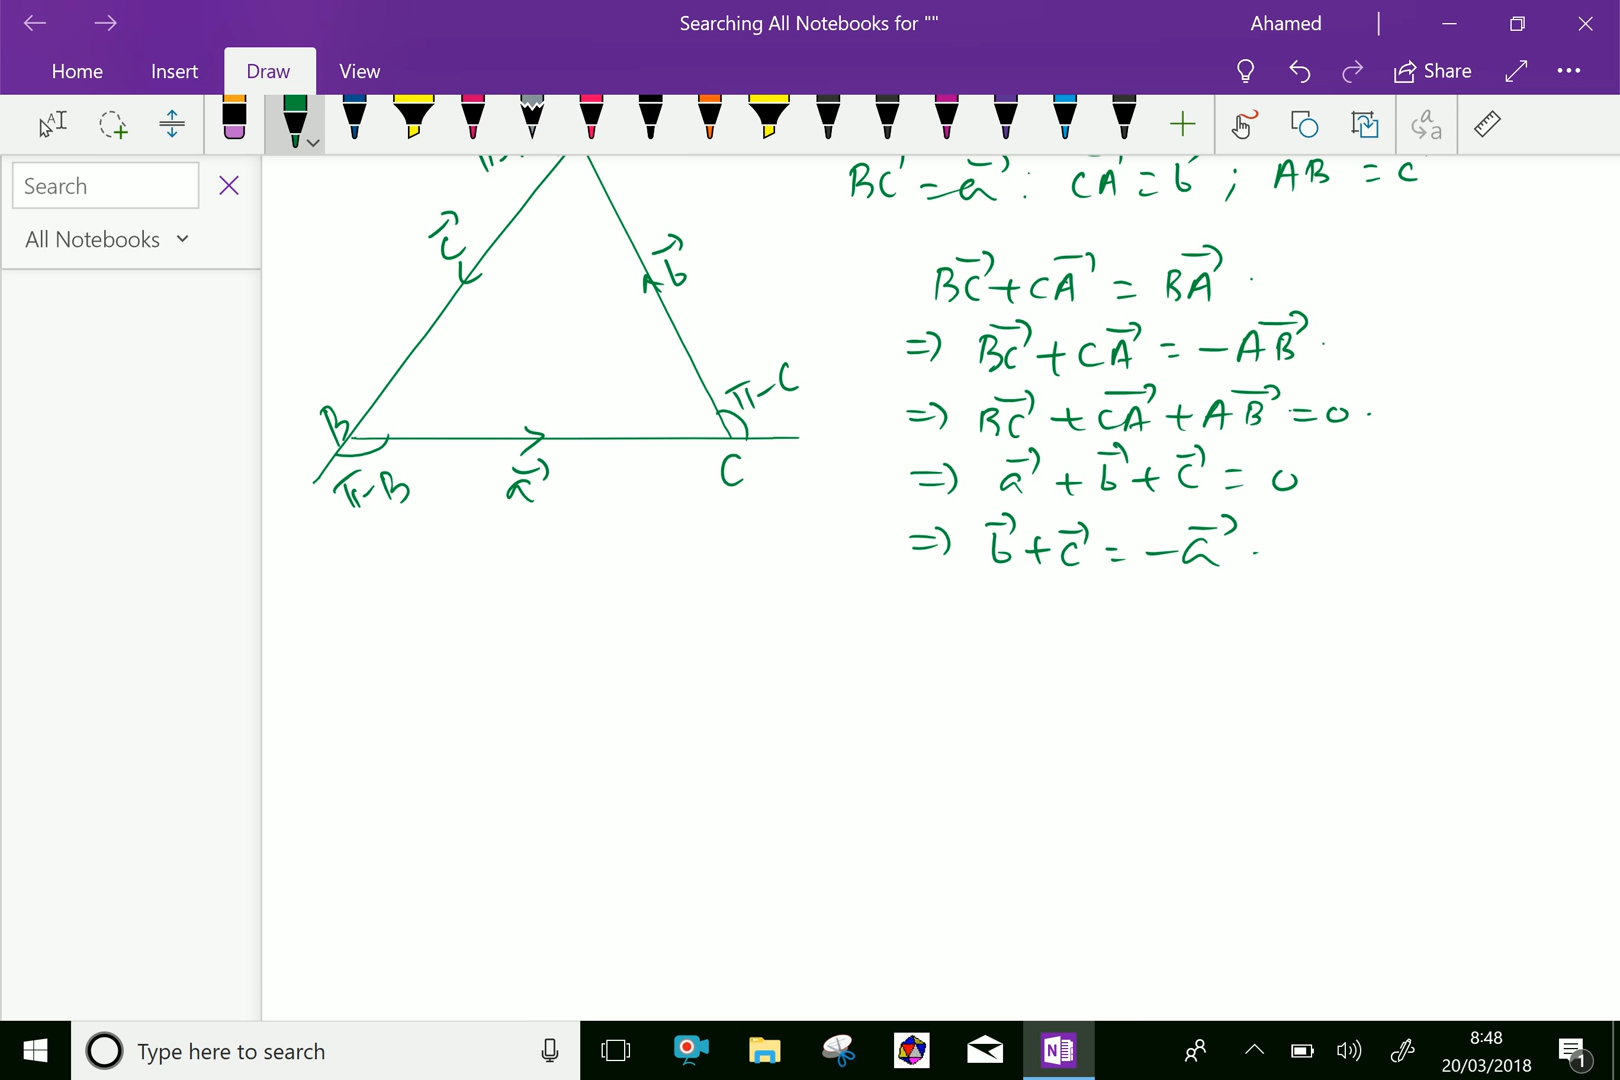 Searching All Notebooks for ""
Ahamed
Home Insert Draw View
Share
Search
All Notebooks
BC⃗ = a⃗ : CA⃗ = b⃗ ; AB = c
c⃗
b⃗
BC⃗ + CA⃗ = BA⃗ .
=> BC⃗ + CA⃗ = -AB⃗ .
π-C
=> BC⃗ + CA⃗ + AB⃗ = 0 .
B
C
=> a⃗ + b⃗ + c⃗ = 0
π-B
a⃗
=> b⃗ + c⃗ = -a⃗ .
Type here to search
8:48
20/03/2018
1